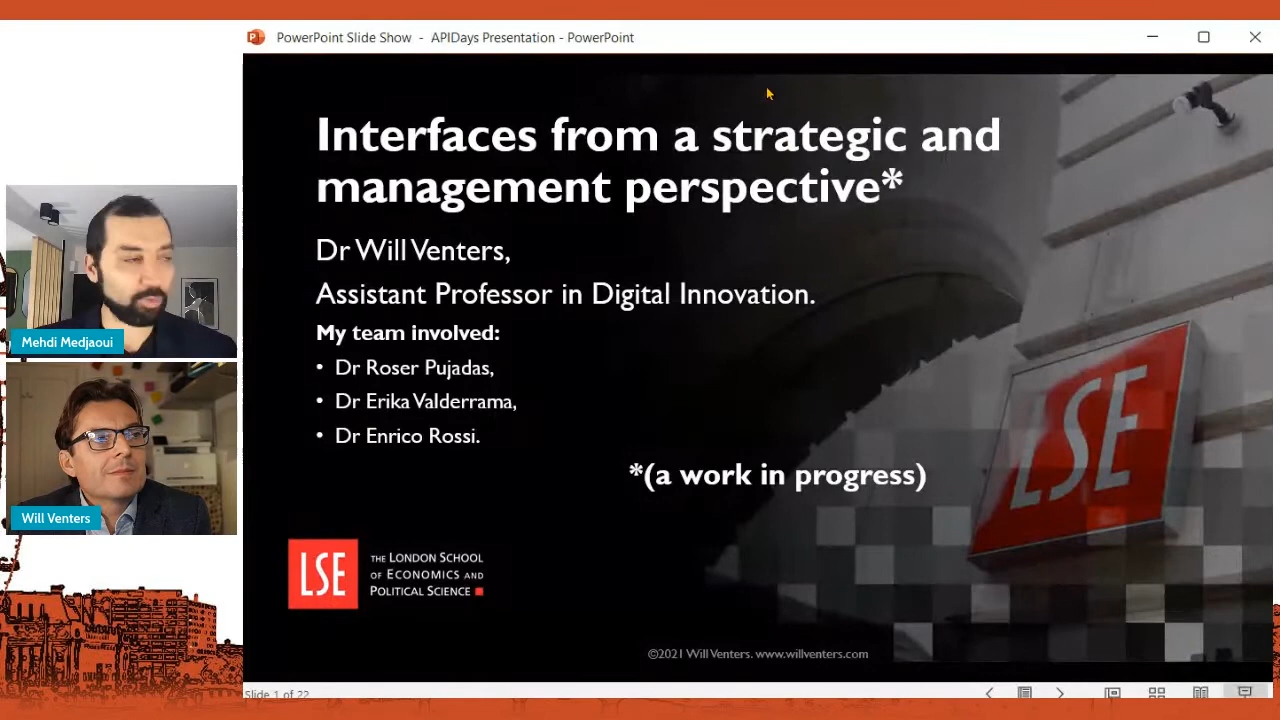 PowerPoint Slide Show - APIDays Presentation - PowerPoint
Interfaces from a strategic and
management perspective*
Dr Will Venters,
Assistant Professor in Digital Innovation.
My team involved:
• Dr Roser Pujadas,
• Dr Erika Valderrama,
• Dr Enrico Rossi.
*(a work in progress)
LSE
LSE
THE LONDON SCHOOL
OF ECONOMICS AND
POLITICAL SCIENCE
©2021 Will Venters. www.willventers.com
Slide 1 of 22
Mehdi Medjaoui
Will Venters